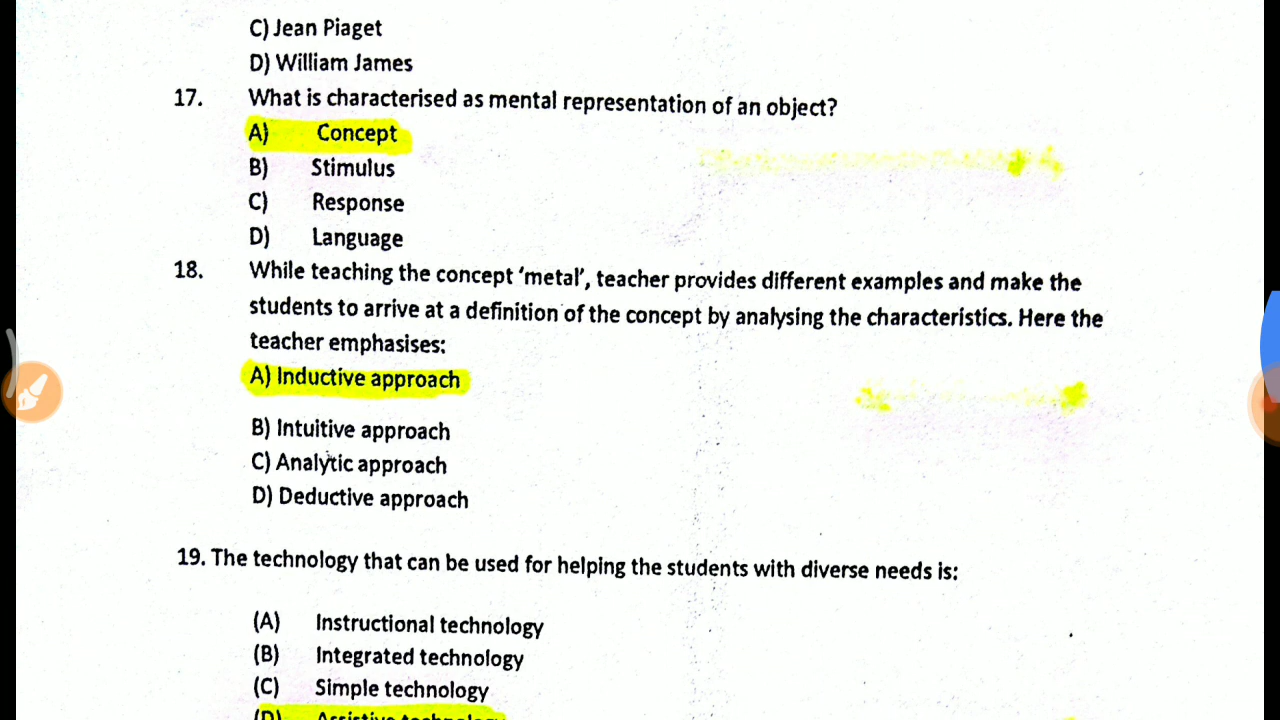 C) Jean Piaget
D) William James
17. What is characterised as mental representation of an object?
A) Concept
B) Stimulus
C) Response
D) Language
18. While teaching the concept ‘metal’, teacher provides different examples and make the
students to arrive at a definition of the concept by analysing the characteristics. Here the
teacher emphasises:
A) Inductive approach
B) Intuitive approach
C) Analytic approach
D) Deductive approach
19. The technology that can be used for helping the students with diverse needs is:
(A) Instructional technology
(B) Integrated technology
(C) Simple technology
(D) Assistive technology